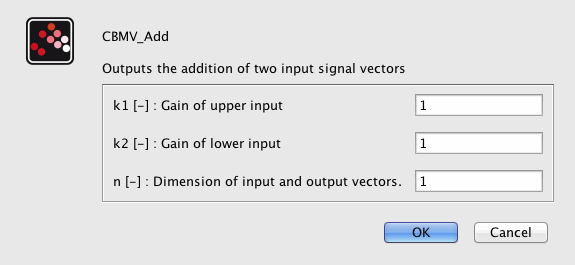 CBMV_Add
Outputs the addition of two input signal vectors
k1 [-] : Gain of upper input 1
k2 [-] : Gain of lower input 1
n [-] : Dimension of input and output vectors. 1
OK Cancel